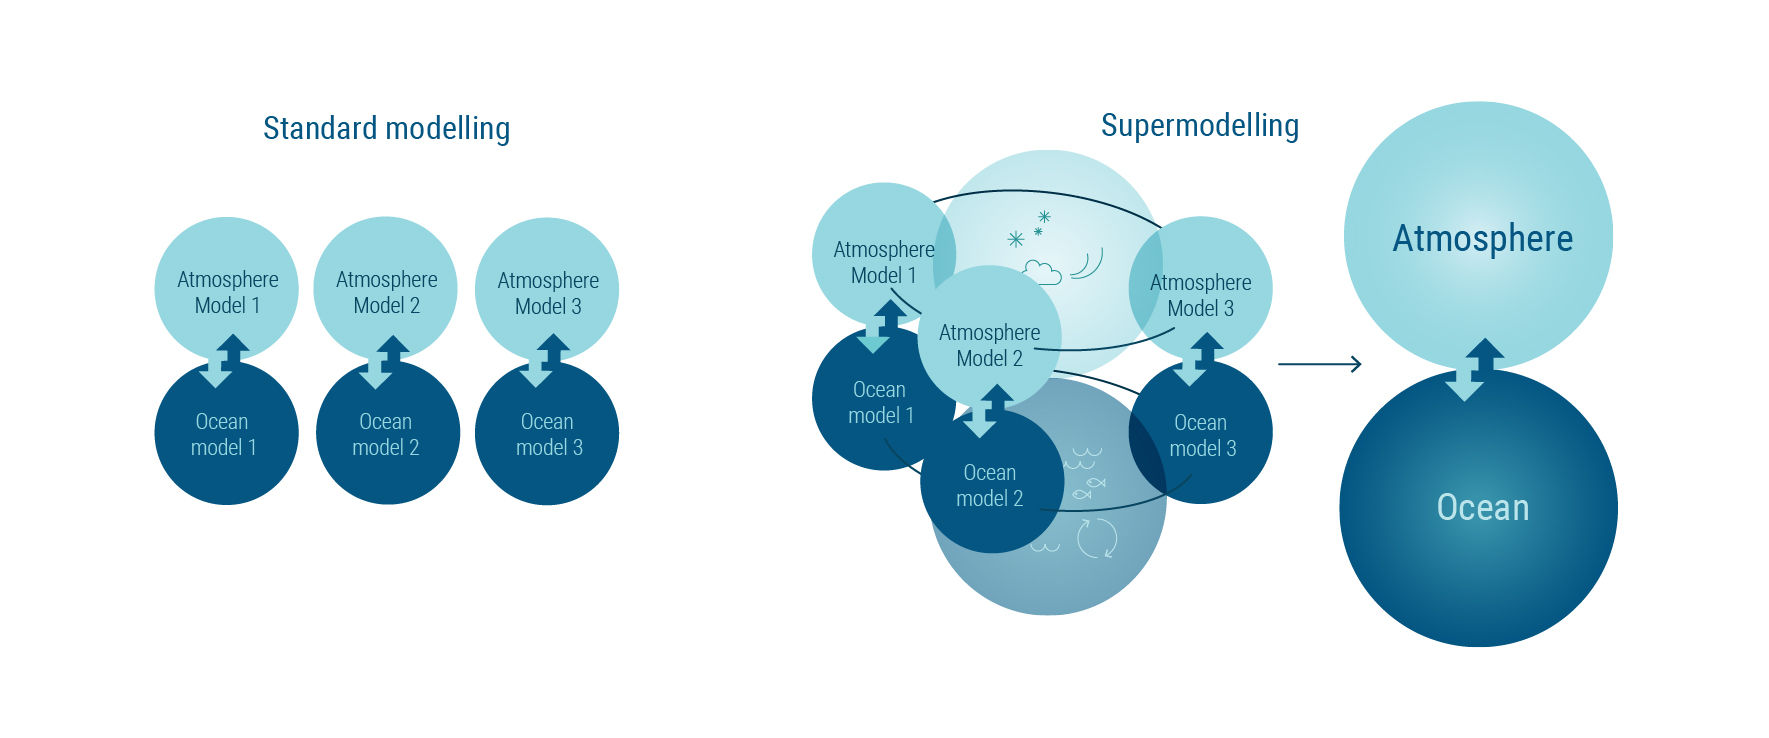 Standard modelling
Atmosphere
Model 1
Atmosphere
Model 2
Atmosphere
Model 3
Ocean
model 1
Ocean
model 2
Ocean
model 3
Supermodelling
Atmosphere
Model 1
Atmosphere
Model 2
Atmosphere
Model 3
Ocean
model 1
Ocean
model 2
Ocean
model 3
Atmosphere
Ocean